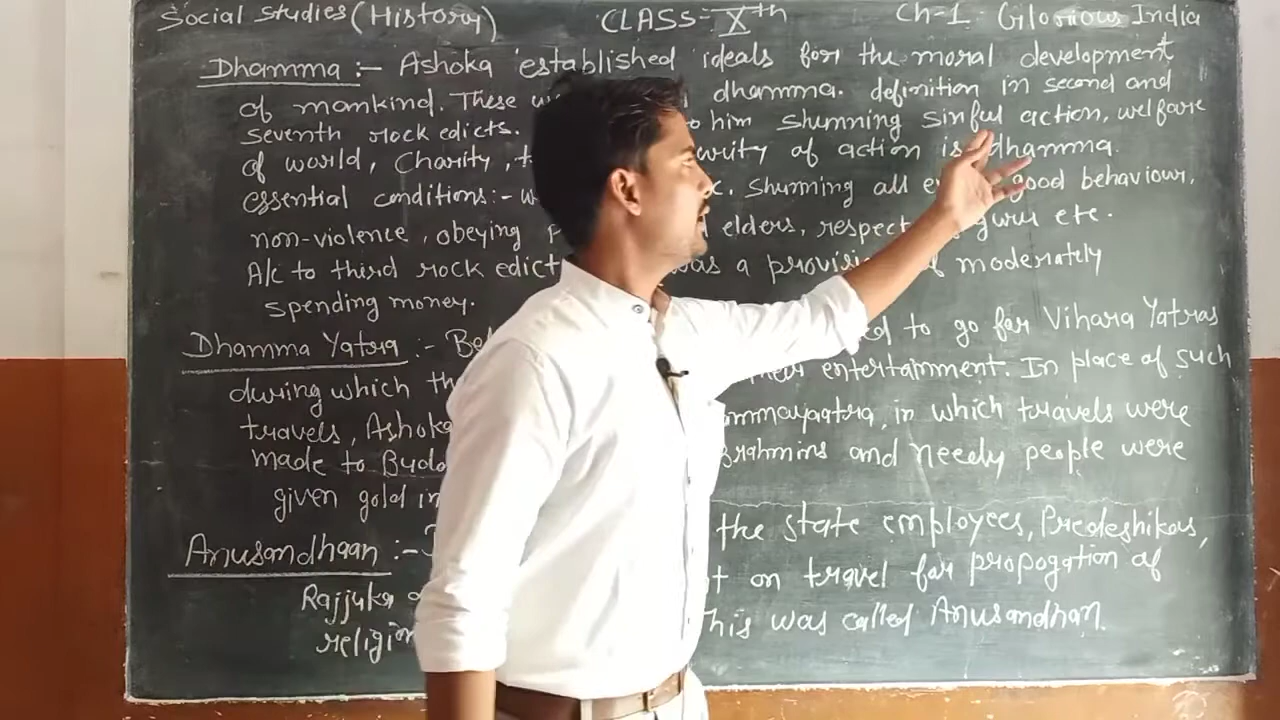 Social Studies (History) CLASS- Xth Ch-1 Glorious India
Dhamma :- Ashoka established ideals for the moral development
of mankind. These dhamma. definition in second and
seventh rock edicts. him shunning sinful action, welfare
of world, Charity, of action is dhamma.
essential conditions:- shunning all good behaviour,
non-violence, obeying elders, respect guru etc.
A/c to third rock edict was a provision of moderately
spending money.
Dhamma Yatra :- to go for Vihara Yatras
during which entertainment. In place of such
travels, Ashoka in which travels were
made to Brahmins and needy people were
given gold in
Anusandhaan :- the state employees, Pradeshikas,
Rajjuka on travel for propogation of
religion This was called Anusandhan.